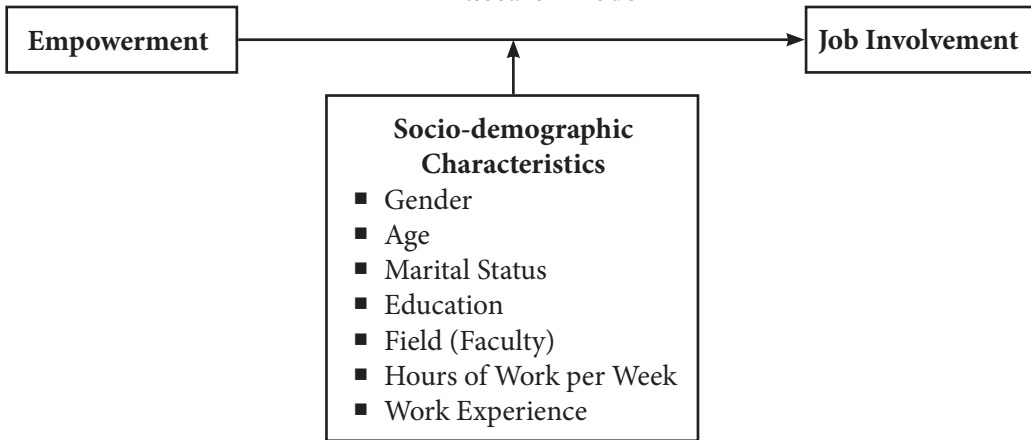 Empowerment
Job Involvement
Socio-demographic
Characteristics
▪ Gender
▪ Age
▪ Marital Status
▪ Education
▪ Field (Faculty)
▪ Hours of Work per Week
▪ Work Experience